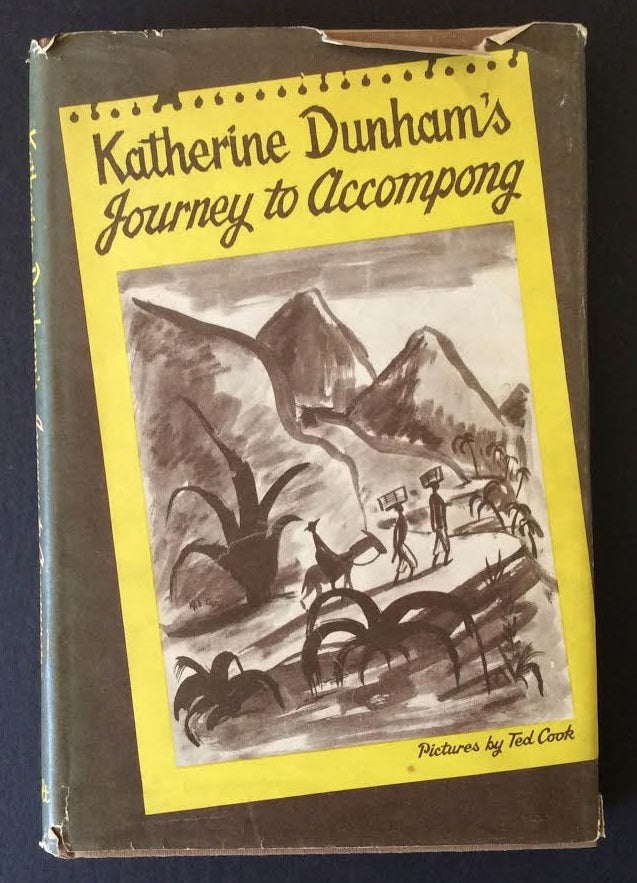 Katherine Dunham's
Journey to Accompong
Pictures by Ted Cook